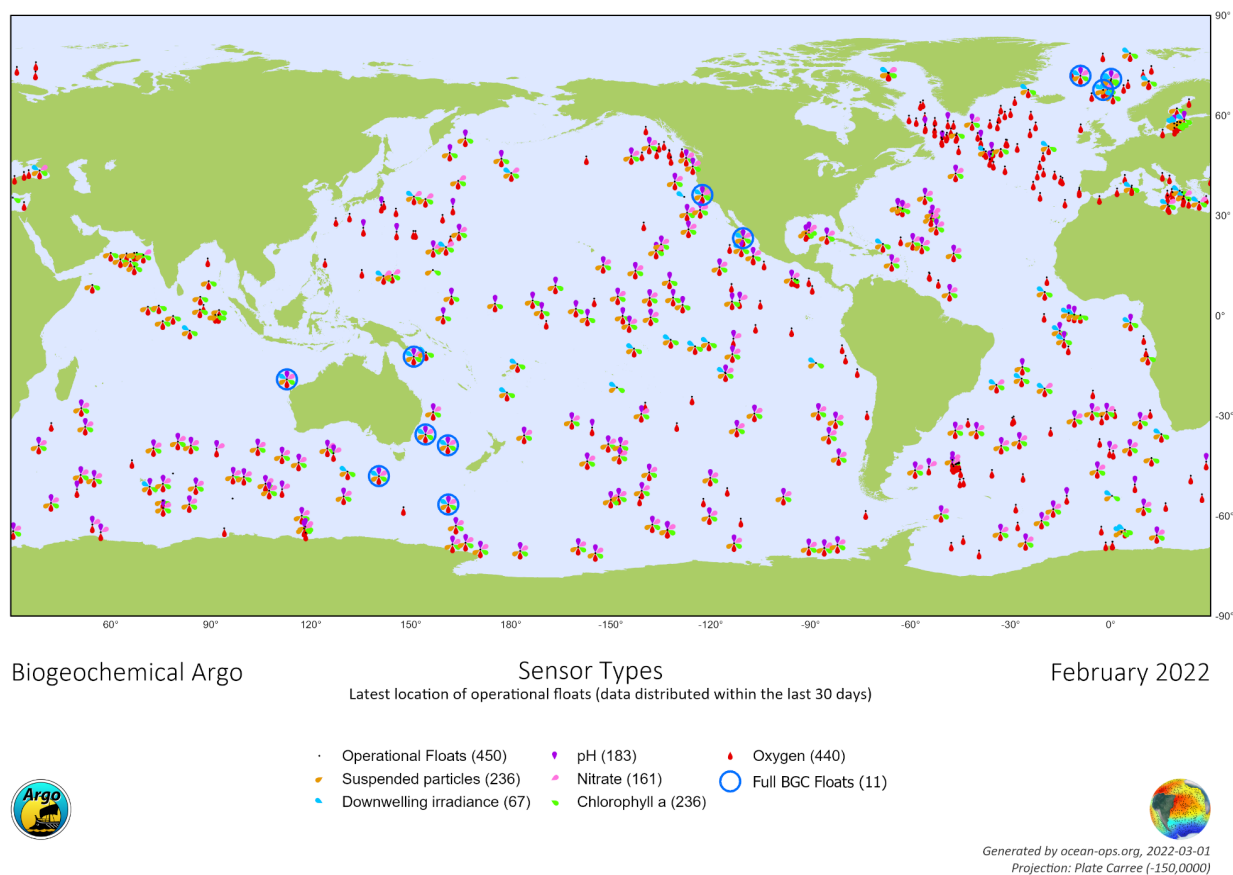 90°
60°
30°
0°
-30°
-60°
-90°
60° 90° 120° 150° 180° -150° -120° -90° -60° -30° 0°
Biogeochemical Argo Sensor Types February 2022
Latest location of operational floats (data distributed within the last 30 days)
Operational Floats (450) pH (183) Oxygen (440)
Suspended particles (236) Nitrate (161) Full BGC Floats (11)
Downwelling irradiance (67) Chlorophyll a (236)
Argo
Generated by ocean-ops.org, 2022-03-01
Projection: Plate Carree (-150,0000)